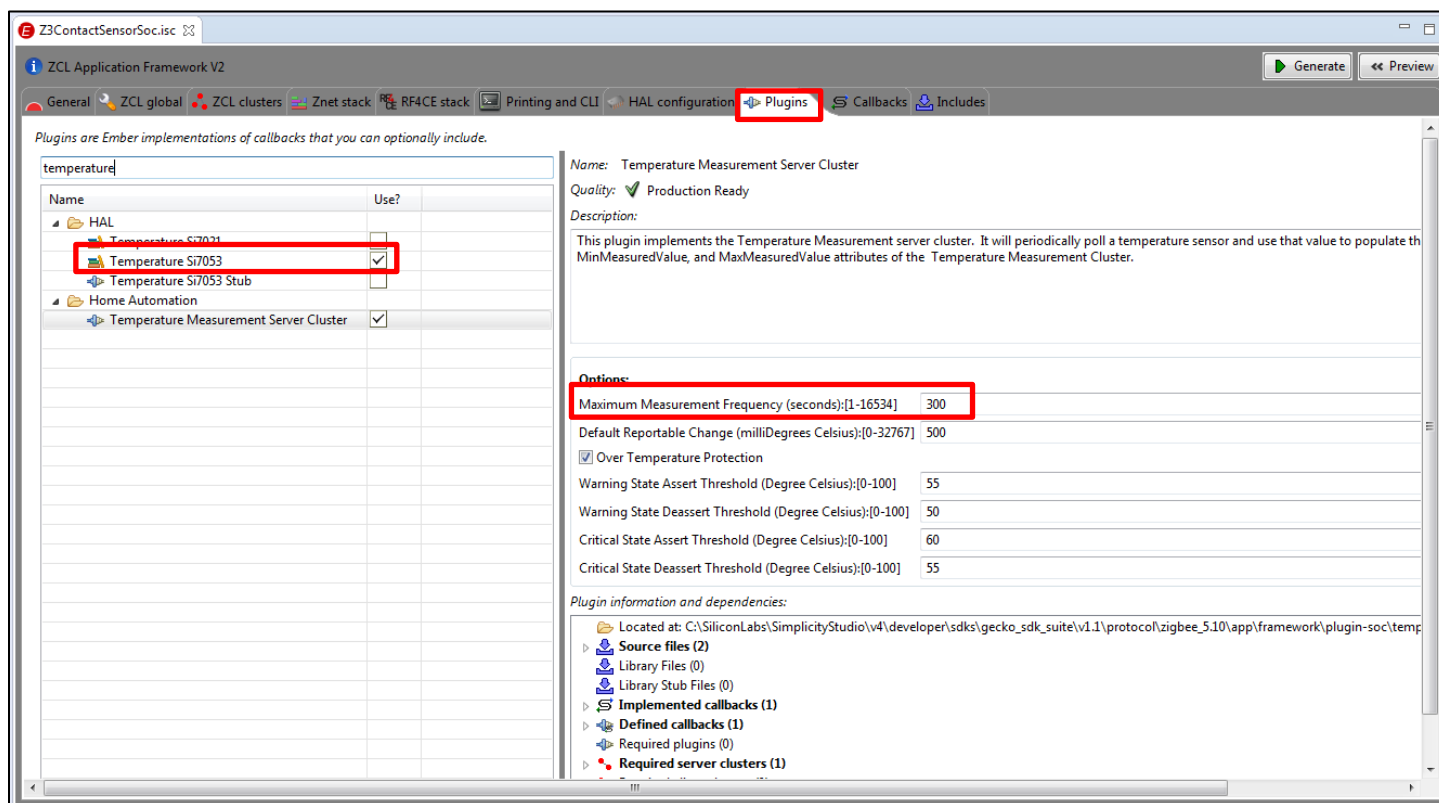 Z3ContactSensorSoc.isc
ZCL Application Framework V2
Generate
Preview
General ZCL global ZCL clusters Znet stack RF4CE stack Printing and CLI HAL configuration Plugins Callbacks Includes
Plugins are Ember implementations of callbacks that you can optionally include.
temperature
Name Use?
HAL
Temperature Si7021
Temperature Si7053
Temperature Si7053 Stub
Home Automation
Temperature Measurement Server Cluster
Name: Temperature Measurement Server Cluster
Quality: Production Ready
Description:
This plugin implements the Temperature Measurement server cluster. It will periodically poll a temperature sensor and use that value to populate th
MinMeasuredValue, and MaxMeasuredValue attributes of the Temperature Measurement Cluster.
Options:
Maximum Measurement Frequency (seconds):[1-16534] 300
Default Reportable Change (milliDegrees Celsius):[0-32767] 500
Over Temperature Protection
Warning State Assert Threshold (Degree Celsius):[0-100] 55
Warning State Deassert Threshold (Degree Celsius):[0-100] 50
Critical State Assert Threshold (Degree Celsius):[0-100] 60
Critical State Deassert Threshold (Degree Celsius):[0-100] 55
Plugin information and dependencies:
Located at: C:\SiliconLabs\SimplicityStudio\v4\developer\sdks\gecko_sdk_suite\v1.1\protocol\zigbee_5.10\app\framework\plugin-soc\temp
Source files (2)
Library Files (0)
Library Stub Files (0)
Implemented callbacks (1)
Defined callbacks (1)
Required plugins (0)
Required server clusters (1)